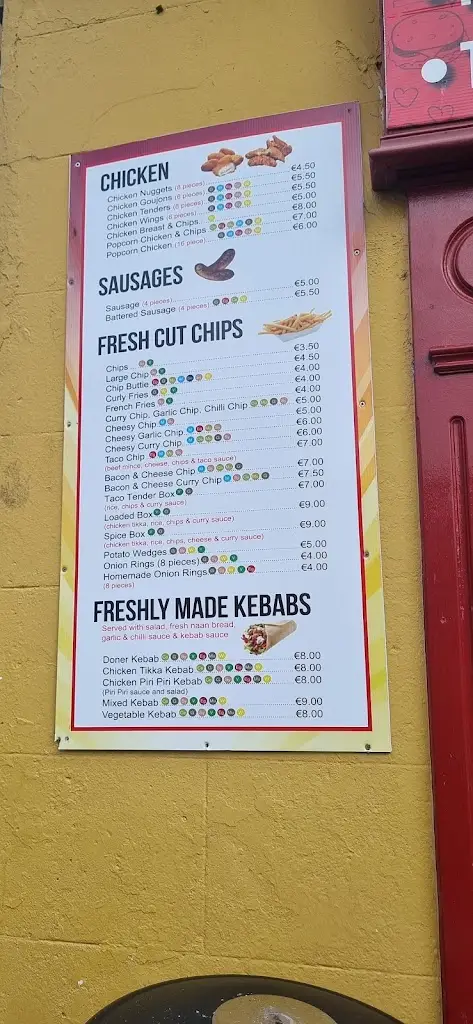 CHICKEN
Chicken Nuggets pieces) €4.50
Chicken Goujons pieces) €5.50
Chicken Tenders pieces) €5.50
Chicken Wings pieces) €5.00
Chicken Breast & Chips €8.00
Popcorn Chicken & Chips €7.00
Popcorn Chicken piece) €6.00
SAUSAGES
Sausage (4 pieces) €5.00
Battered Sausage (4 pieces) €5.50
FRESH CUT CHIPS
Chips €3.50
Large Chip €4.50
Chip Buttie €4.00
Curly Fries €4.00
French Fries €4.00
Curry Chip, Garlic Chip, Chilli Chip €5.00
Cheesy Chip €5.00
Cheesy Garlic Chip €6.00
Cheesy Curry Chip €6.00
Taco Chip €7.00
(beef mince, cheese, chips & taco sauce)
Bacon & Cheese Chip €7.00
Bacon & Cheese Curry Chip €7.50
Taco Tender Box €7.00
(rice, chips & curry sauce)
Loaded Box €9.00
(chicken tikka, rice, chips & curry sauce)
Spice Box €9.00
(chicken tikka, rice, chips, cheese & curry sauce)
Potato Wedges €5.00
Onion Rings (8 pieces) €4.00
Homemade Onion Rings €4.00
(8 pieces)
FRESHLY MADE KEBABS
Served with salad, fresh naan bread,
garlic & chilli sauce & kebab sauce
Doner Kebab €8.00
Chicken Tikka Kebab €8.00
Chicken Piri Piri Kebab €8.00
(Piri Piri sauce and salad)
Mixed Kebab €9.00
Vegetable Kebab €8.00